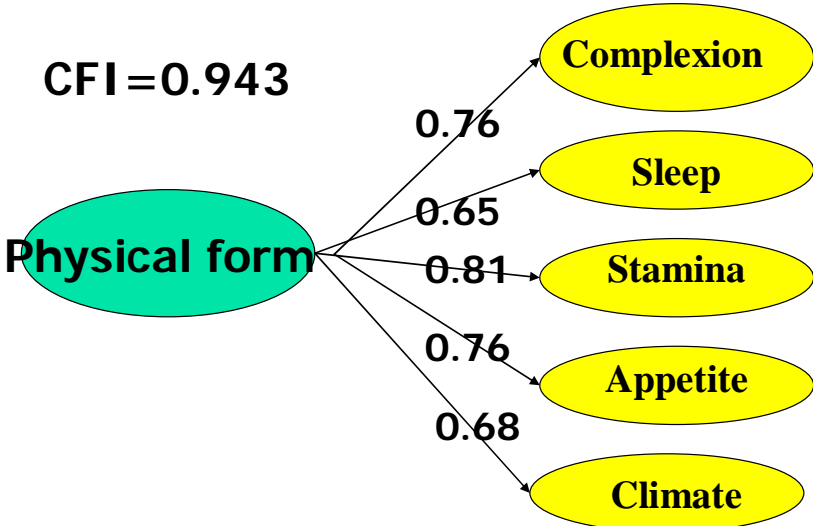 CFI=0.943
Complexion
0.76
Sleep
0.65
Physical form
0.81
Stamina
0.76
Appetite
0.68
Climate